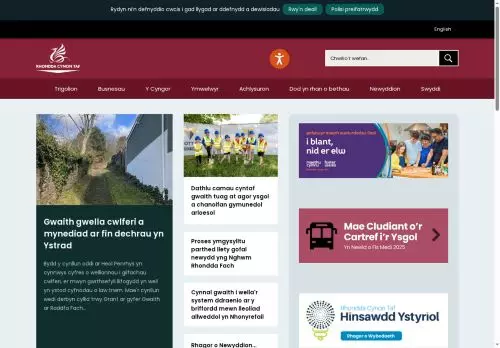 Rydyn ni'n defnyddio cwcis i gad llygad ar ddefnydd a dewisiadau
Rwy'n deall!
Polisi preifatrwydd.
English
RHONDDA CYNON TAF
Chwilio'r wefan...
Trigolion
Busnesau
Y Cyngor
Ymwelwyr
Achlysuron
Dod yn rhan o bethau
Newyddion
Swyddi
Gwaith gwella cwlferi a
mynediad ar fin dechrau yn
Ystrad
Bydd y cynllun oddi ar Heol Penrhys yn
cynnwys cyfres o welliannau i gilfachau
cwlferi, er mwyn gwrthsefyll llifogydd yn well
yn ystod cyfnodau o law trwm. Mae'r cynllun
wedi derbyn cyllid trwy Grant ar gyfer Gwaith
ar Raddfa Fach...
Dathlu camau cyntaf
gwaith tuag at agor ysgol
a chanolfan gymunedol
arloesol
Proses ymgysylltu
parthed llety gofal
newydd yng Nghwm
Rhondda Fach
Cynnal gwaith i wella'r
system ddraenio ar y
briffordd mewn lleoliad
allweddol yn Nhonyrefail
Rhagor o Newyddion...
i blant,
nid er elw
maethu
cymru
foster
wales
Mae Cludiant o'r
Cartref i'r Ysgol
Yn Newid o Fis Medi 2025
Rhondda Cynon Taf
Hinsawdd Ystyriol
Rhagor o Wybodaeth